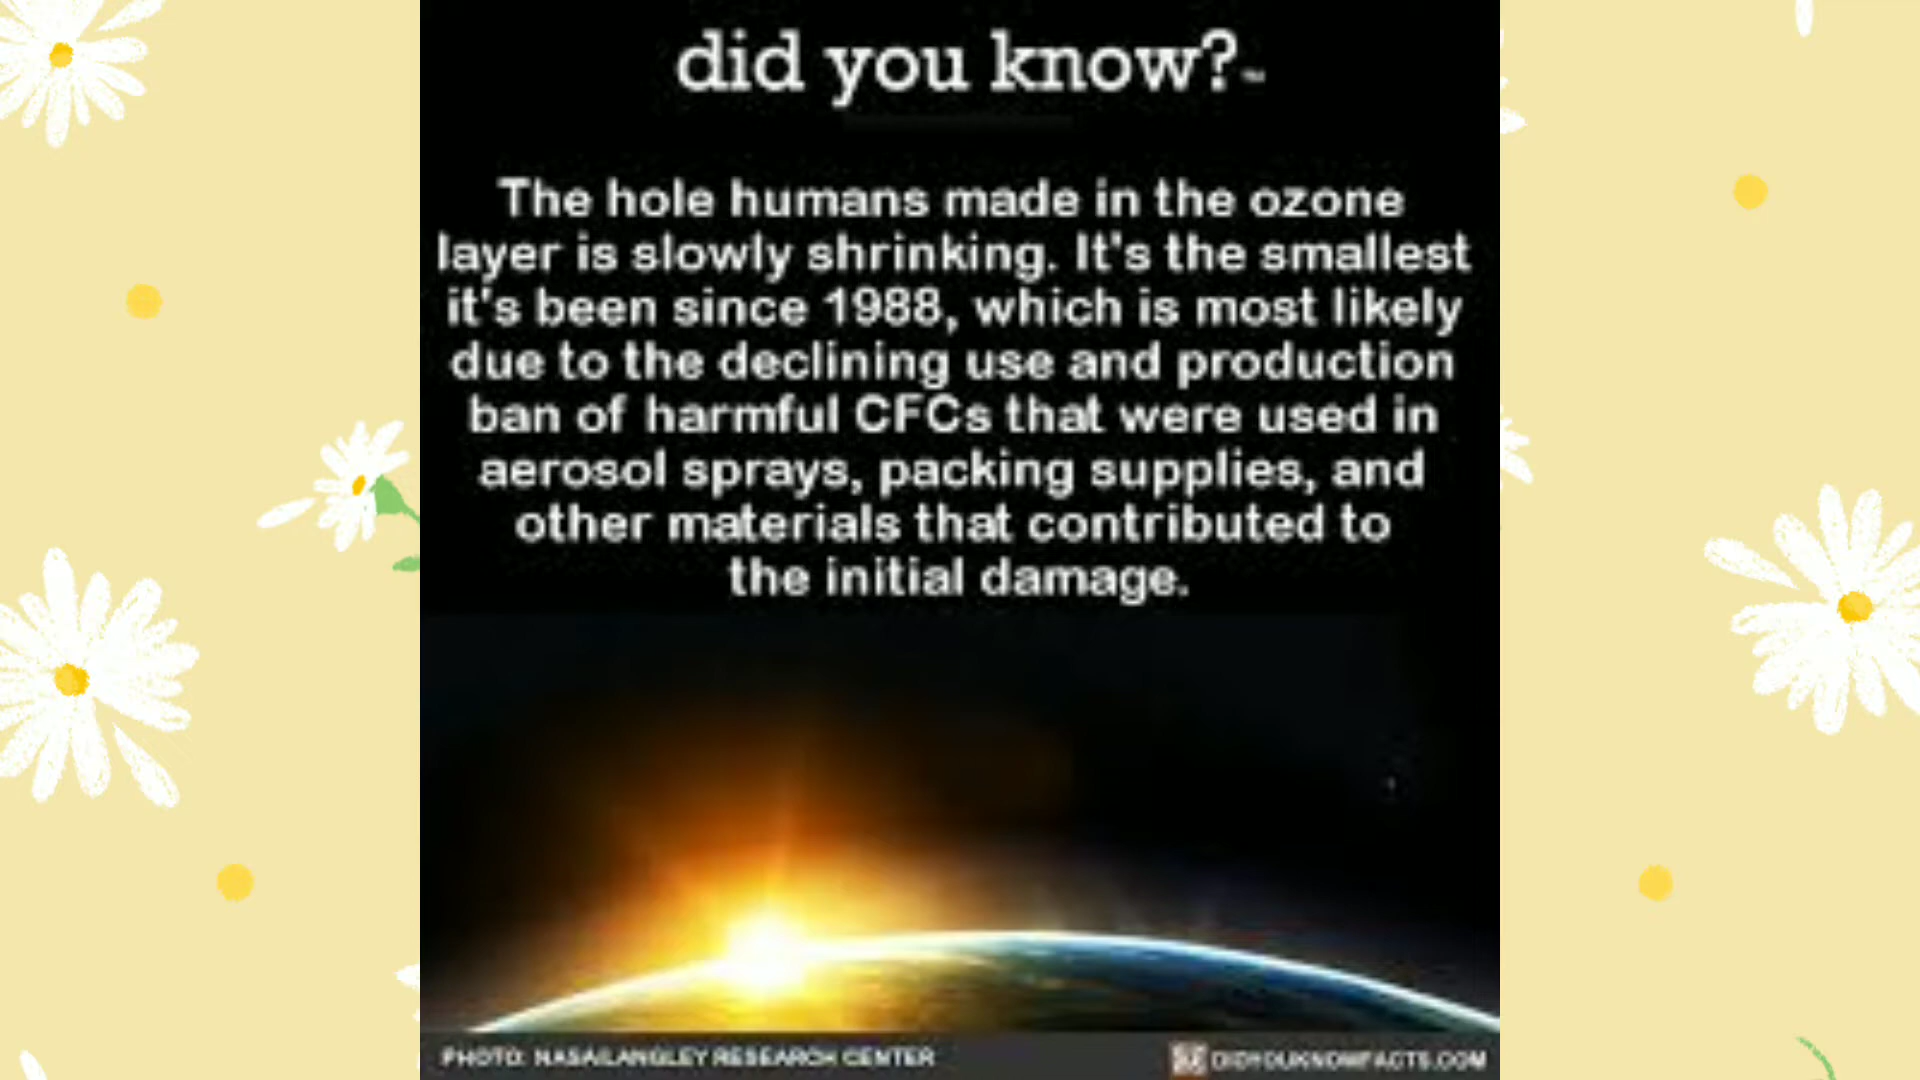 did you know?
The hole humans made in the ozone
layer is slowly shrinking. It's the smallest
it's been since 1988, which is most likely
due to the declining use and production
ban of harmful CFCs that were used in
aerosol sprays, packing supplies, and
other materials that contributed to
the initial damage.
PHOTO: NASA/LANGLEY RESEARCH CENTER
DIDYOUKNOWFACTS.COM